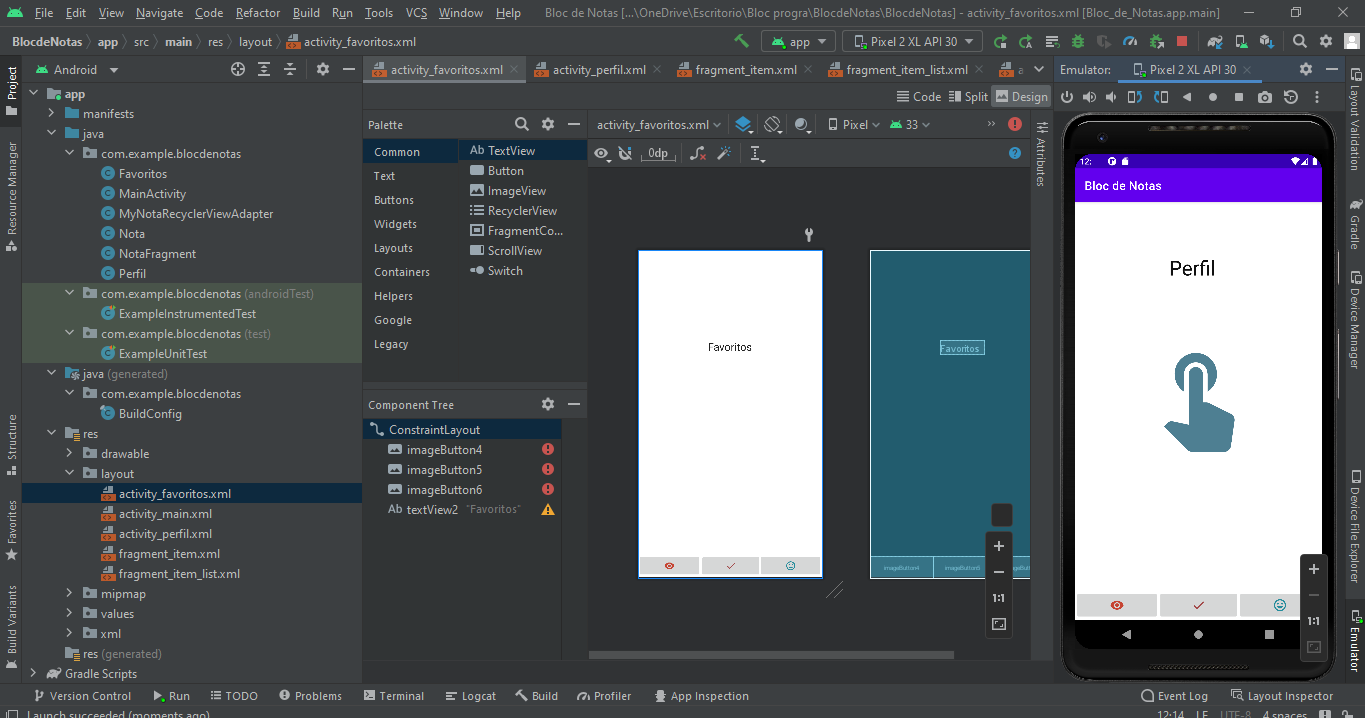 File Edit View Navigate Code Refactor Build Run Tools VCS Window Help Bloc de Notas [...\OneDrive\Escritorio\Bloc progra\BlocdeNotas\BlocdeNotas] - activity_favoritos.xml [Bloc_de_Notas.app.main]
BlocdeNotas app src main res layout activity_favoritos.xml app Pixel 2 XL API 30
Android activity_favoritos.xml activity_perfil.xml fragment_item.xml fragment_item_list.xml a Emulator: Pixel 2 XL API 30
Code Split Design
Palette activity_favoritos.xml Pixel 33
0dp
Project
Resource Manager
Structure
Favorites
Build Variants
app
manifests
java
com.example.blocdenotas
Favoritos
MainActivity
MyNotaRecyclerViewAdapter
Nota
NotaFragment
Perfil
com.example.blocdenotas (androidTest)
ExampleInstrumentedTest
com.example.blocdenotas (test)
ExampleUnitTest
java (generated)
com.example.blocdenotas
BuildConfig
res
drawable
layout
activity_favoritos.xml
activity_main.xml
activity_perfil.xml
fragment_item.xml
fragment_item_list.xml
mipmap
values
xml
res (generated)
Gradle Scripts
Common
Text
Buttons
Widgets
Layouts
Containers
Helpers
Google
Legacy
Ab TextView
Button
ImageView
RecyclerView
FragmentCo...
ScrollView
Switch
Component Tree
ConstraintLayout
imageButton4
imageButton5
imageButton6
Ab textView2 "Favoritos"
Favoritos
Favoritos
imageButton4 imageButton5
1:1
Attributes
12:
Bloc de Notas
Perfil
1:1
Layout Validation
Gradle
Device Manager
Device File Explorer
Emulator
Version Control Run TODO Problems Terminal Logcat Build Profiler App Inspection Event Log Layout Inspector
Launch succeeded (moments ago) 12:14 LF UTF-8 4 spaces